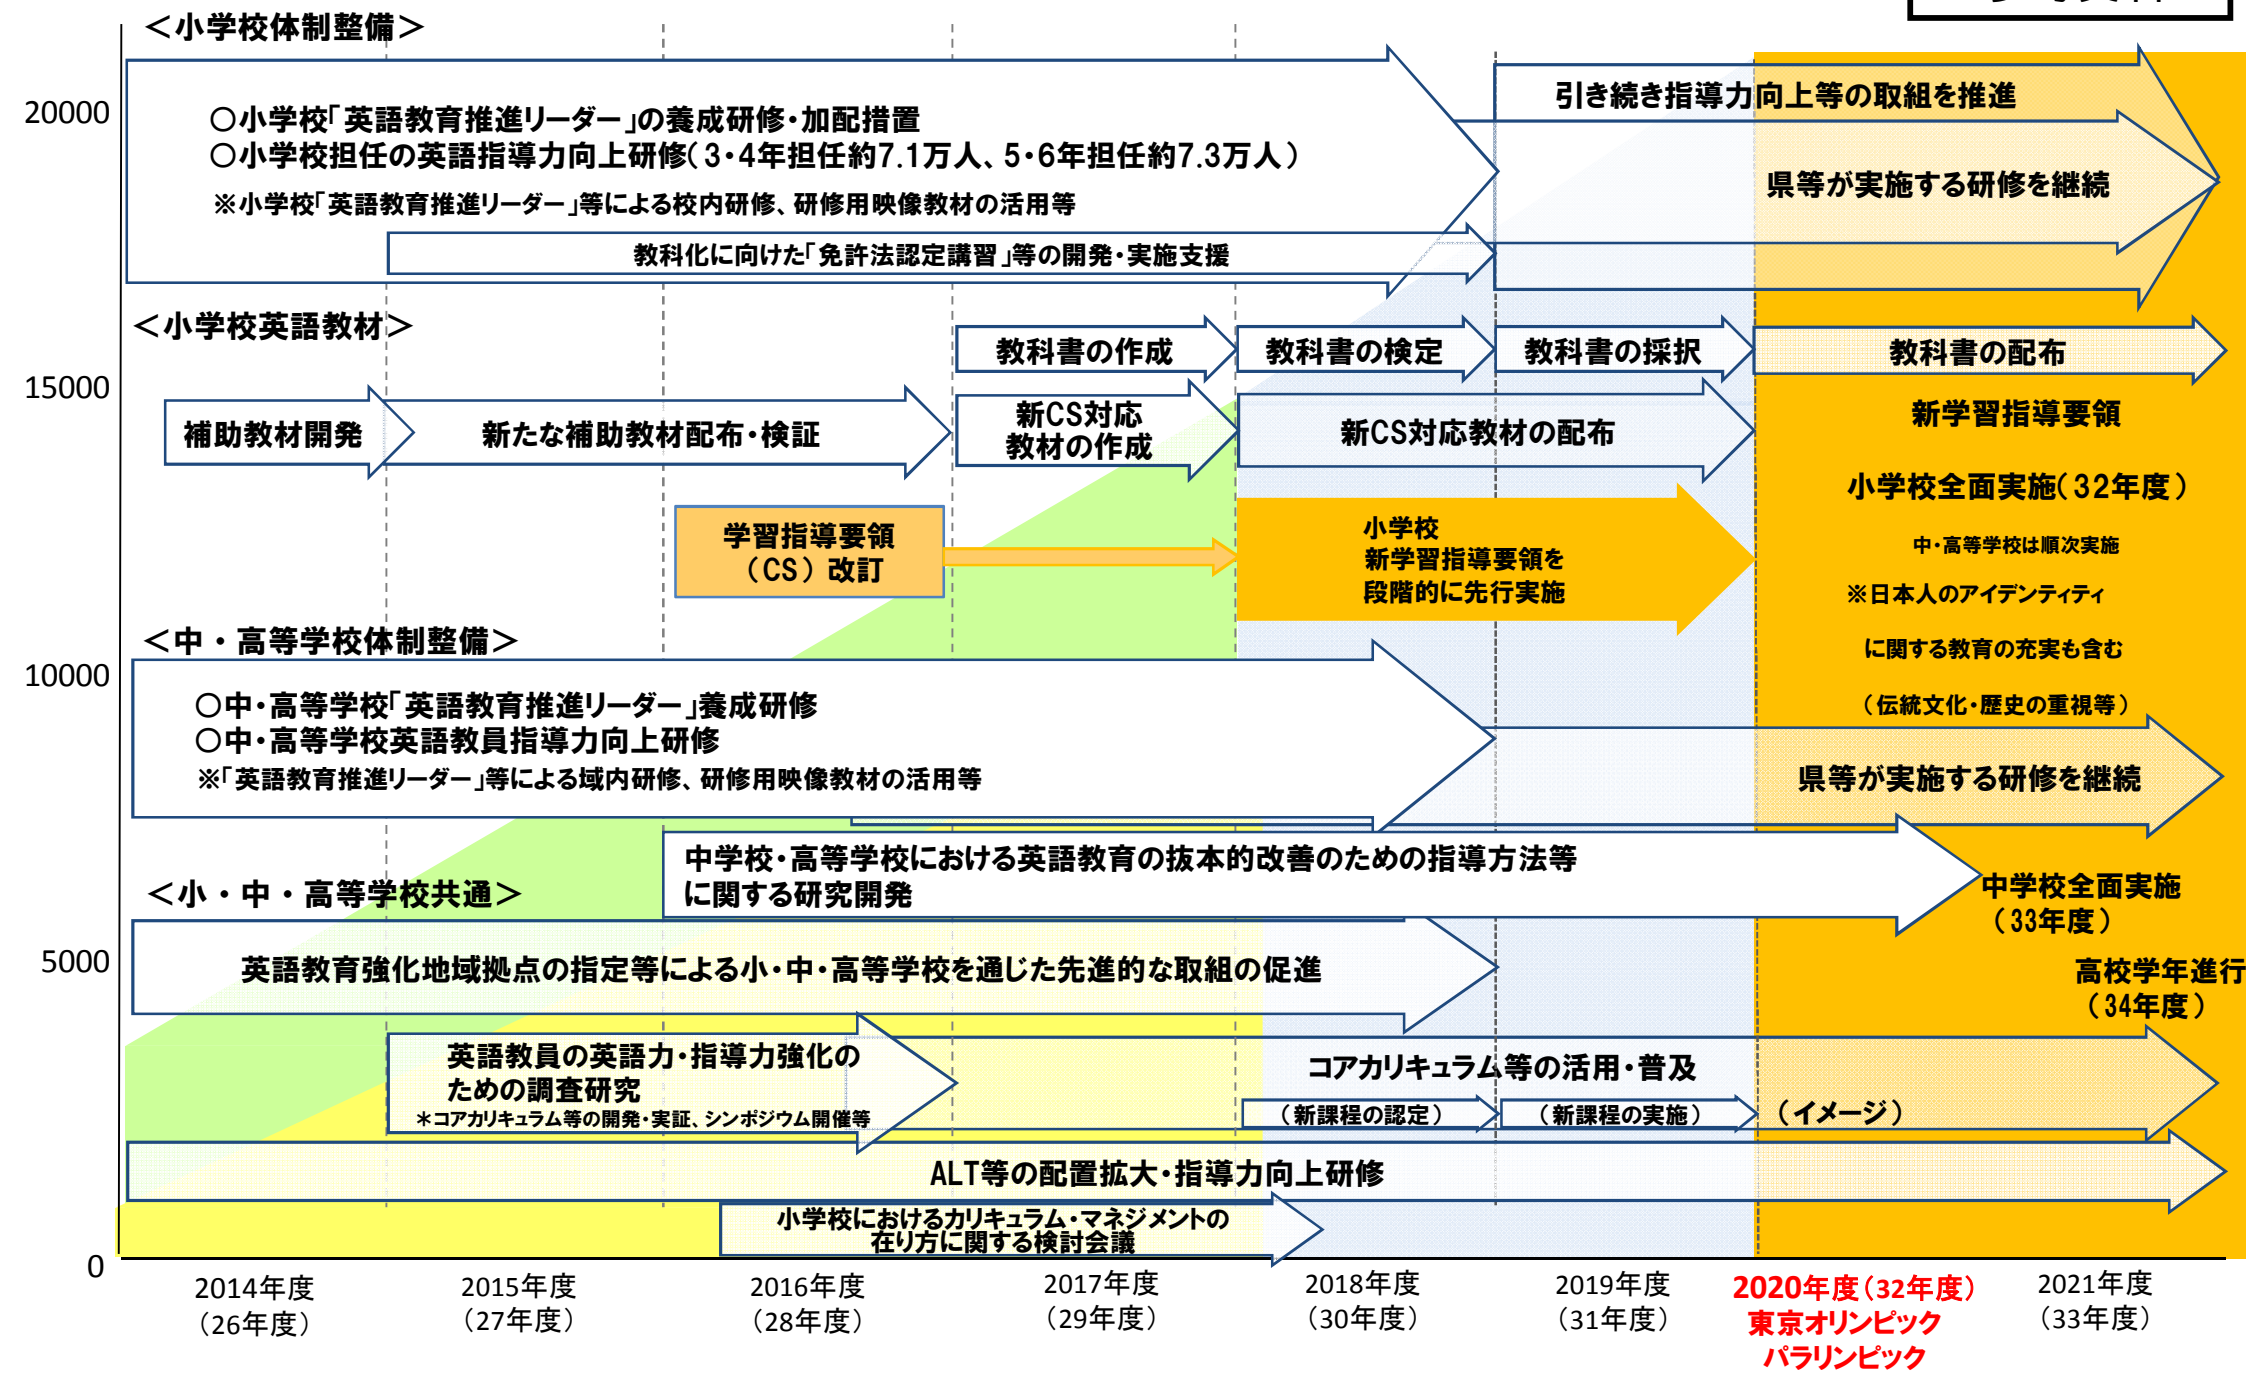 ＜小学校体制整備＞
○小学校「英語教育推進リーダー」の養成研修・加配措置
○小学校担任の英語指導力向上研修（3・4年担任約7.1万人、5・6年担任約7.3万人）
※小学校「英語教育推進リーダー」等による校内研修、研修用映像教材の活用等
教科化に向けた「免許法認定講習」等の開発・実施支援
引き続き指導力向上等の取組を推進
県等が実施する研修を継続
＜小学校英語教材＞
教科書の作成
教科書の検定
教科書の採択
教科書の配布
補助教材開発
新たな補助教材配布・検証
新CS対応
教材の作成
新CS対応教材の配布
学習指導要領
（CS）改訂
小学校
新学習指導要領を
段階的に先行実施
新学習指導要領
小学校全面実施（32年度）
中・高等学校は順次実施
※日本人のアイデンティティ
に関する教育の充実も含む
（伝統文化・歴史の重視等）
＜中・高等学校体制整備＞
○中・高等学校「英語教育推進リーダー」養成研修
○中・高等学校英語教員指導力向上研修
※「英語教育推進リーダー」等による域内研修、研修用映像教材の活用等
県等が実施する研修を継続
中学校・高等学校における英語教育の抜本的改善のための指導方法等
に関する研究開発
中学校全面実施
（33年度）
高校学年進行
（34年度）
＜小・中・高等学校共通＞
英語教育強化地域拠点の指定等による小・中・高等学校を通じた先進的な取組の促進
英語教員の英語力・指導力強化の
ための調査研究
＊コアカリキュラム等の開発・実証、シンポジウム開催等
コアカリキュラム等の活用・普及
（新課程の認定）
（新課程の実施）
（イメージ）
ALT等の配置拡大・指導力向上研修
小学校におけるカリキュラム・マネジメントの
在り方に関する検討会議
20000
15000
10000
5000
0
2014年度
（26年度）
2015年度
（27年度）
2016年度
（28年度）
2017年度
（29年度）
2018年度
（30年度）
2019年度
（31年度）
2020年度（32年度）
東京オリンピック
パラリンピック
2021年度
（33年度）